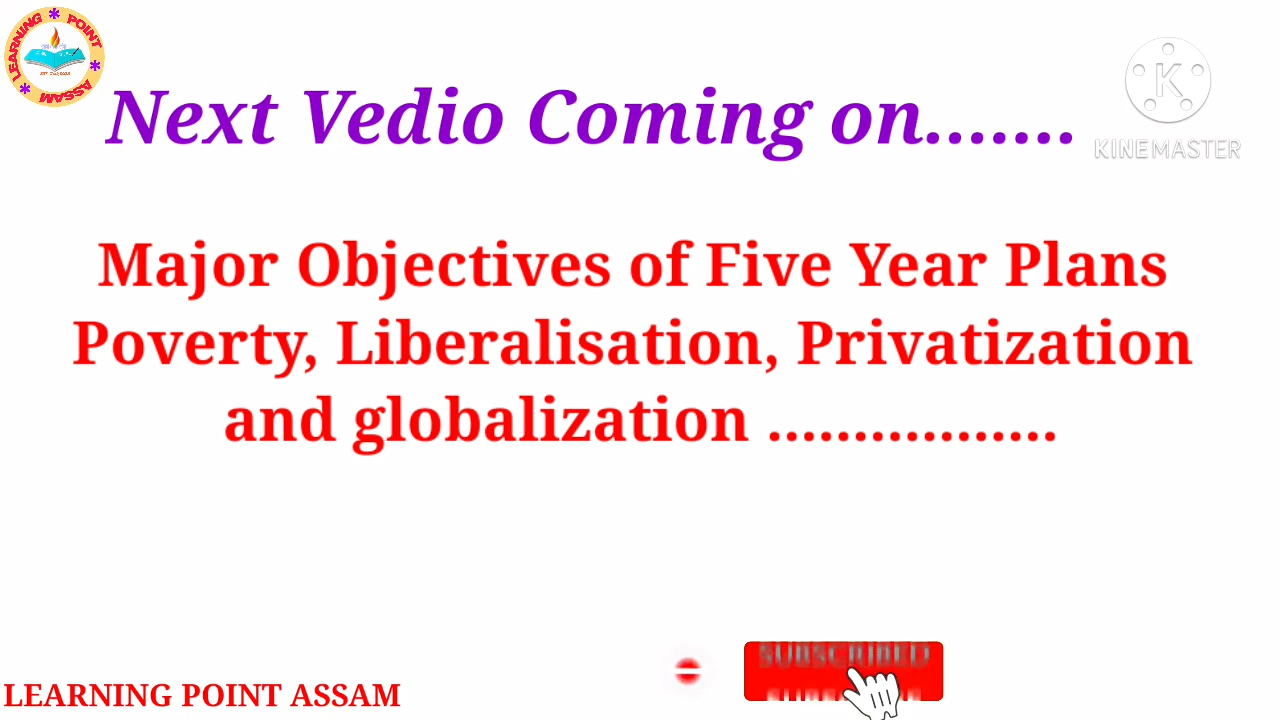 LEARNING POINT ASSAM
Next Vedio Coming on.......
KINEMASTER
Major Objectives of Five Year Plans
Poverty, Liberalisation, Privatization
and globalization .................
SUBSCRIBED
LEARNING POINT ASSAM